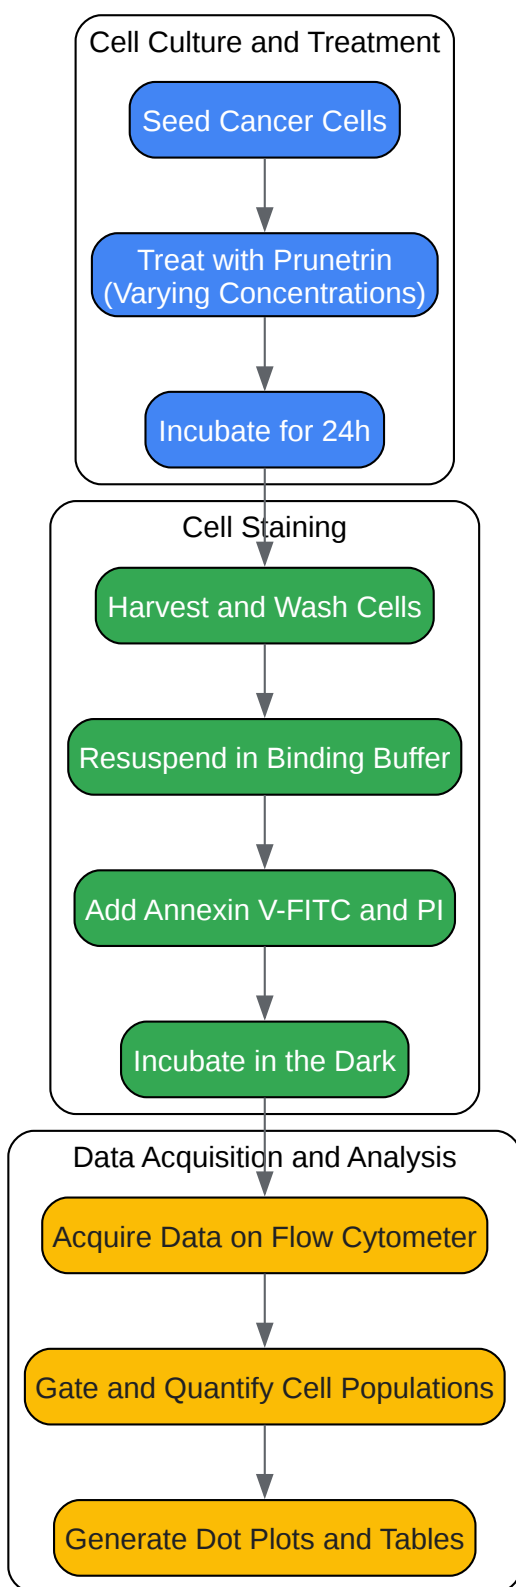 Cell Culture and Treatment
Seed Cancer Cells
Treat with Prunetrin
(Varying Concentrations)
Incubate for 24h
Cell Staining
Harvest and Wash Cells
Resuspend in Binding Buffer
Add Annexin V-FITC and PI
Incubate in the Dark
Data Acquisition and Analysis
Acquire Data on Flow Cytometer
Gate and Quantify Cell Populations
Generate Dot Plots and Tables